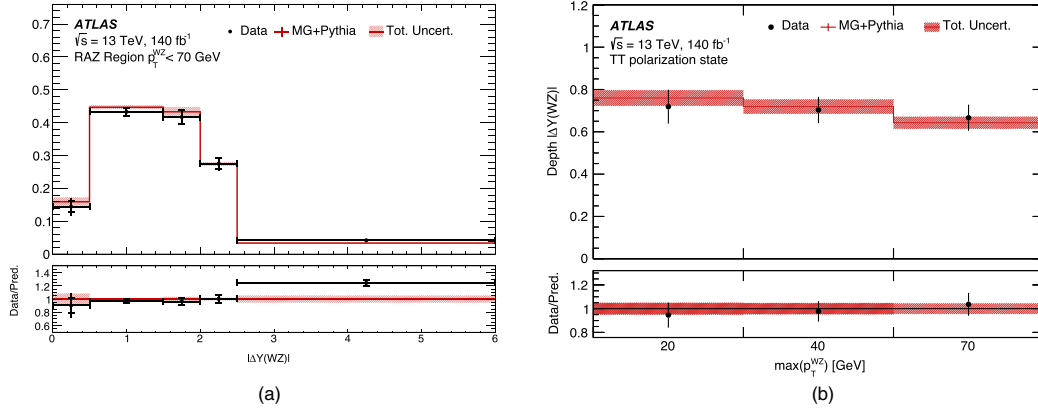 ATLAS
√s = 13 TeV, 140 fb⁻¹
RAZ Region p_T^WZ < 70 GeV
Data
MG+Pythia
Tot. Uncert.
0.7
0.6
0.5
0.4
0.3
0.2
0.1
0
Data/Pred.
1.4
1.2
1
0.8
0.6
0 1 2 3 4 5 6
|ΔY(WZ)|
(a)
ATLAS
√s = 13 TeV, 140 fb⁻¹
TT polarization state
Data
MG+Pythia
Tot. Uncert.
Depth |ΔY(WZ)|
1.2
1
0.8
0.6
0.4
0.2
0
Data/Pred.
1.2
1
0.8
20 40 70
max(p_T^WZ) [GeV]
(b)